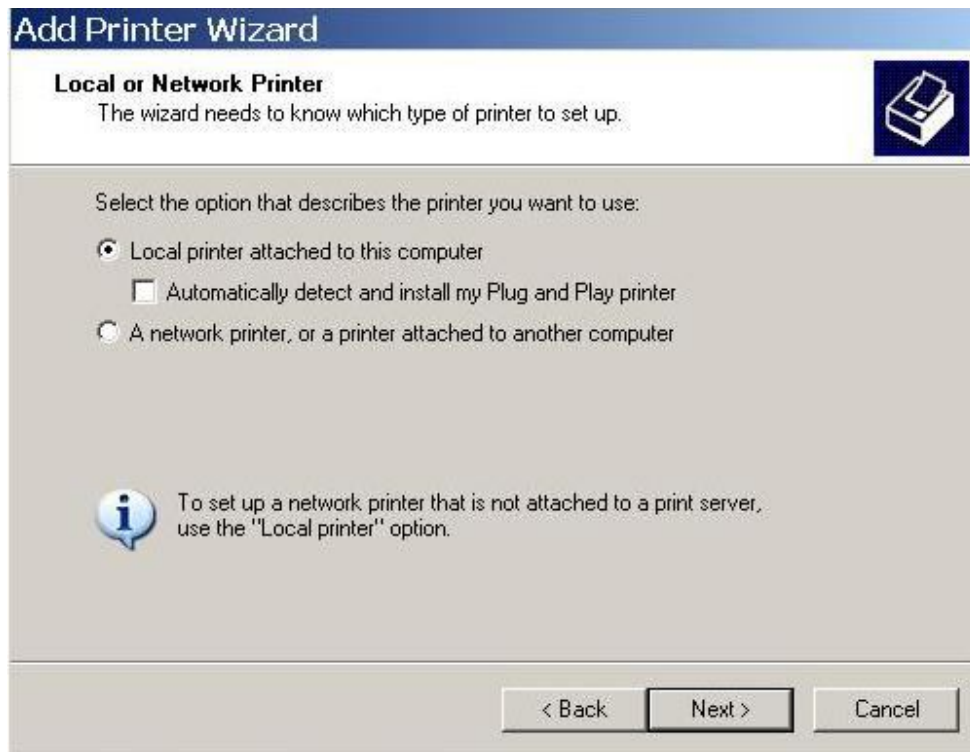 Add Printer Wizard
Local or Network Printer
The wizard needs to know which type of printer to set up.
Select the option that describes the printer you want to use:
Local printer attached to this computer
Automatically detect and install my Plug and Play printer
A network printer, or a printer attached to another computer
To set up a network printer that is not attached to a print server,
use the "Local printer" option.
< Back
Next >
Cancel